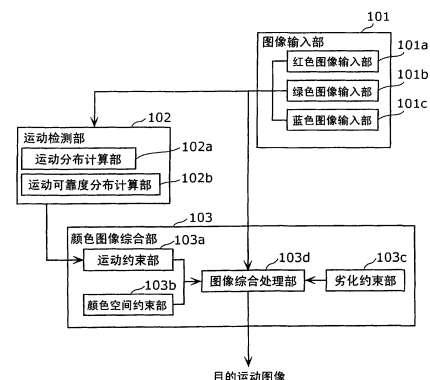 101
图像输入部
红色图像输入部
101a
绿色图像输入部
101b
蓝色图像输入部
101c
102
运动检测部
运动分布计算部
102a
运动可靠度分布计算部
102b
103
颜色图像综合部
103a
运动约束部
103b
颜色空间约束部
103d
图像综合处理部
103c
劣化约束部
目的运动图像